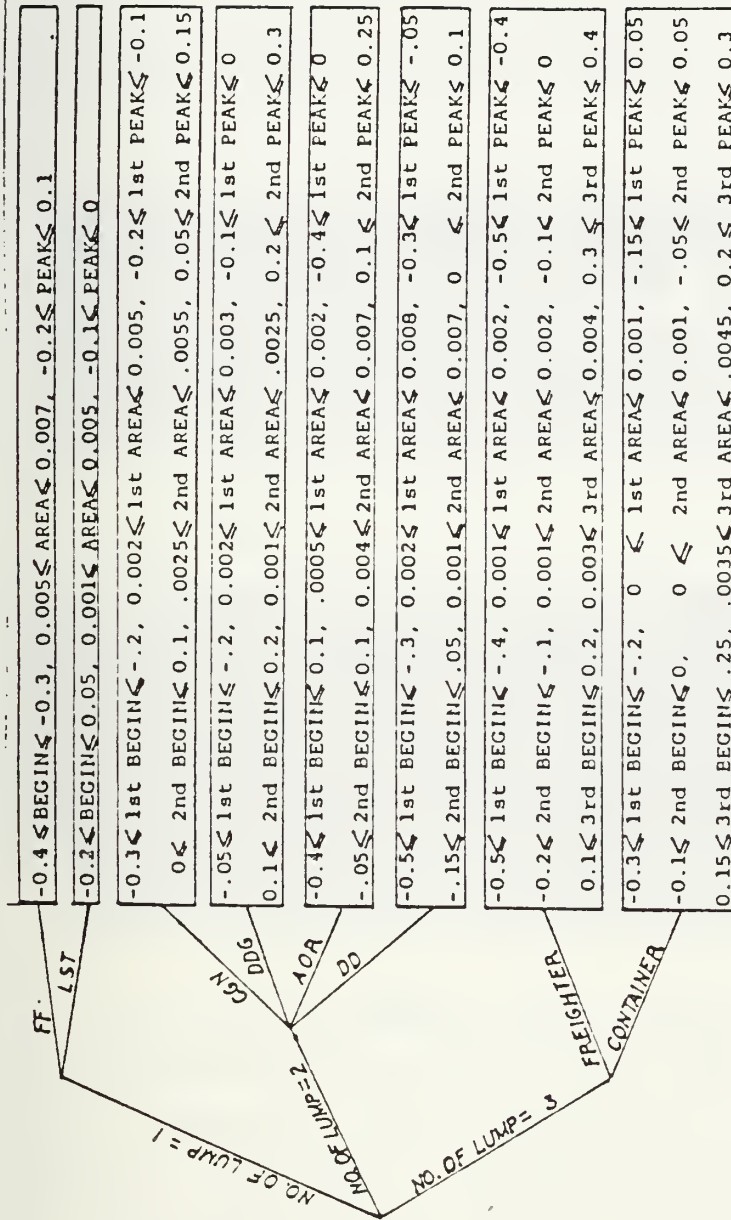 NO. OF LUMP = 1
FF.
-0.4 ≤ BEGIN ≤ -0.3, 0.005 ≤ AREA ≤ 0.007, -0.2 ≤ PEAK ≤ 0.1
LST
-0.2 ≤ BEGIN ≤ 0.05, 0.001 ≤ AREA ≤ 0.005, -0.1 ≤ PEAK ≤ 0
NO. OF LUMP = 2
CGN
-0.3 ≤ 1st BEGIN ≤ -.2, 0.002 ≤ 1st AREA ≤ 0.005, -0.2 ≤ 1st PEAK ≤ -0.1
0 ≤ 2nd BEGIN ≤ 0.1, .0025 ≤ 2nd AREA ≤ .0055, 0.05 ≤ 2nd PEAK ≤ 0.15
DDG
-.05 ≤ 1st BEGIN ≤ -.2, 0.002 ≤ 1st AREA ≤ 0.003, -0.1 ≤ 1st PEAK ≤ 0
0.1 ≤ 2nd BEGIN ≤ 0.2, 0.001 ≤ 2nd AREA ≤ .0025, 0.2 ≤ 2nd PEAK ≤ 0.3
AOR
-0.4 ≤ 1st BEGIN ≤ 0.1, .0005 ≤ 1st AREA ≤ 0.002, -0.4 ≤ 1st PEAK ≤ 0
-.05 ≤ 2nd BEGIN ≤ 0.1, 0.004 ≤ 2nd AREA ≤ 0.007, 0.1 ≤ 2nd PEAK ≤ 0.25
DD
-0.5 ≤ 1st BEGIN ≤ -.3, 0.002 ≤ 1st AREA ≤ 0.008, -0.3 ≤ 1st PEAK ≤ -.05
-.15 ≤ 2nd BEGIN ≤ .05, 0.001 ≤ 2nd AREA ≤ 0.007, 0 ≤ 2nd PEAK ≤ 0.1
NO. OF LUMP = 3
FREIGHTER
-0.5 ≤ 1st BEGIN ≤ -.4, 0.001 ≤ 1st AREA ≤ 0.002, -0.5 ≤ 1st PEAK ≤ -0.4
-0.2 ≤ 2nd BEGIN ≤ -.1, 0.001 ≤ 2nd AREA ≤ 0.002, -0.1 ≤ 2nd PEAK ≤ 0
0.1 ≤ 3rd BEGIN ≤ 0.2, 0.003 ≤ 3rd AREA ≤ 0.004, 0.3 ≤ 3rd PEAK ≤ 0.4
CONTAINER
-0.3 ≤ 1st BEGIN ≤ -.2, 0 ≤ 1st AREA ≤ 0.001, -.15 ≤ 1st PEAK ≤ 0.05
-0.1 ≤ 2nd BEGIN ≤ 0, 0 ≤ 2nd AREA ≤ 0.001, -.05 ≤ 2nd PEAK ≤ 0.05
0.15 ≤ 3rd BEGIN ≤ .25, .0035 ≤ 3rd AREA ≤ .0045, 0.2 ≤ 3rd PEAK ≤ 0.3